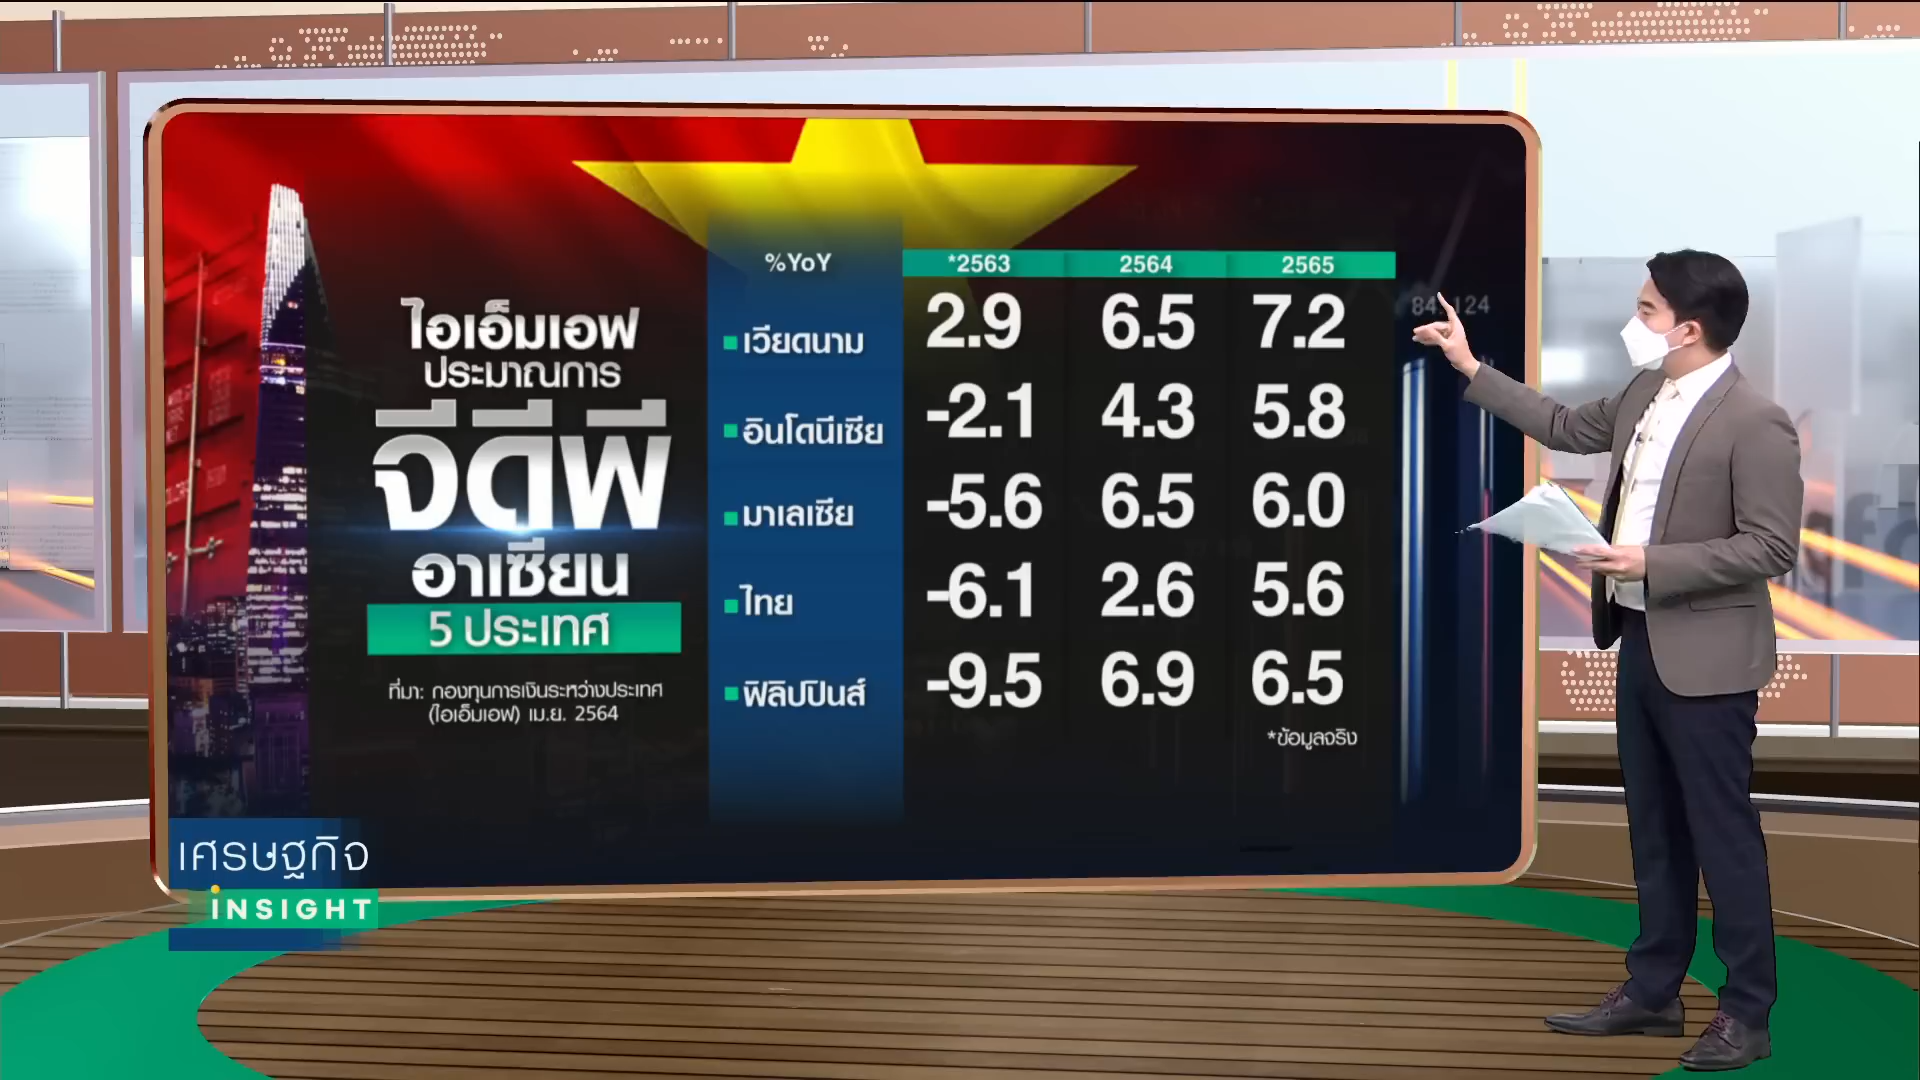 ไอเอ็มเอฟ
ประมาณการ
จีดีพี
อาเซียน
5 ประเทศ
ที่มา: กองทุนการเงินระหว่างประเทศ
(ไอเอ็มเอฟ) เม.ย. 2564
%YoY *2563 2564 2565
เวียดนาม 2.9 6.5 7.2
อินโดนีเซีย -2.1 4.3 5.8
มาเลเซีย -5.6 6.5 6.0
ไทย -6.1 2.6 5.6
ฟิลิปปินส์ -9.5 6.9 6.5
*ข้อมูลจริง
เศรษฐกิจ
INSIGHT